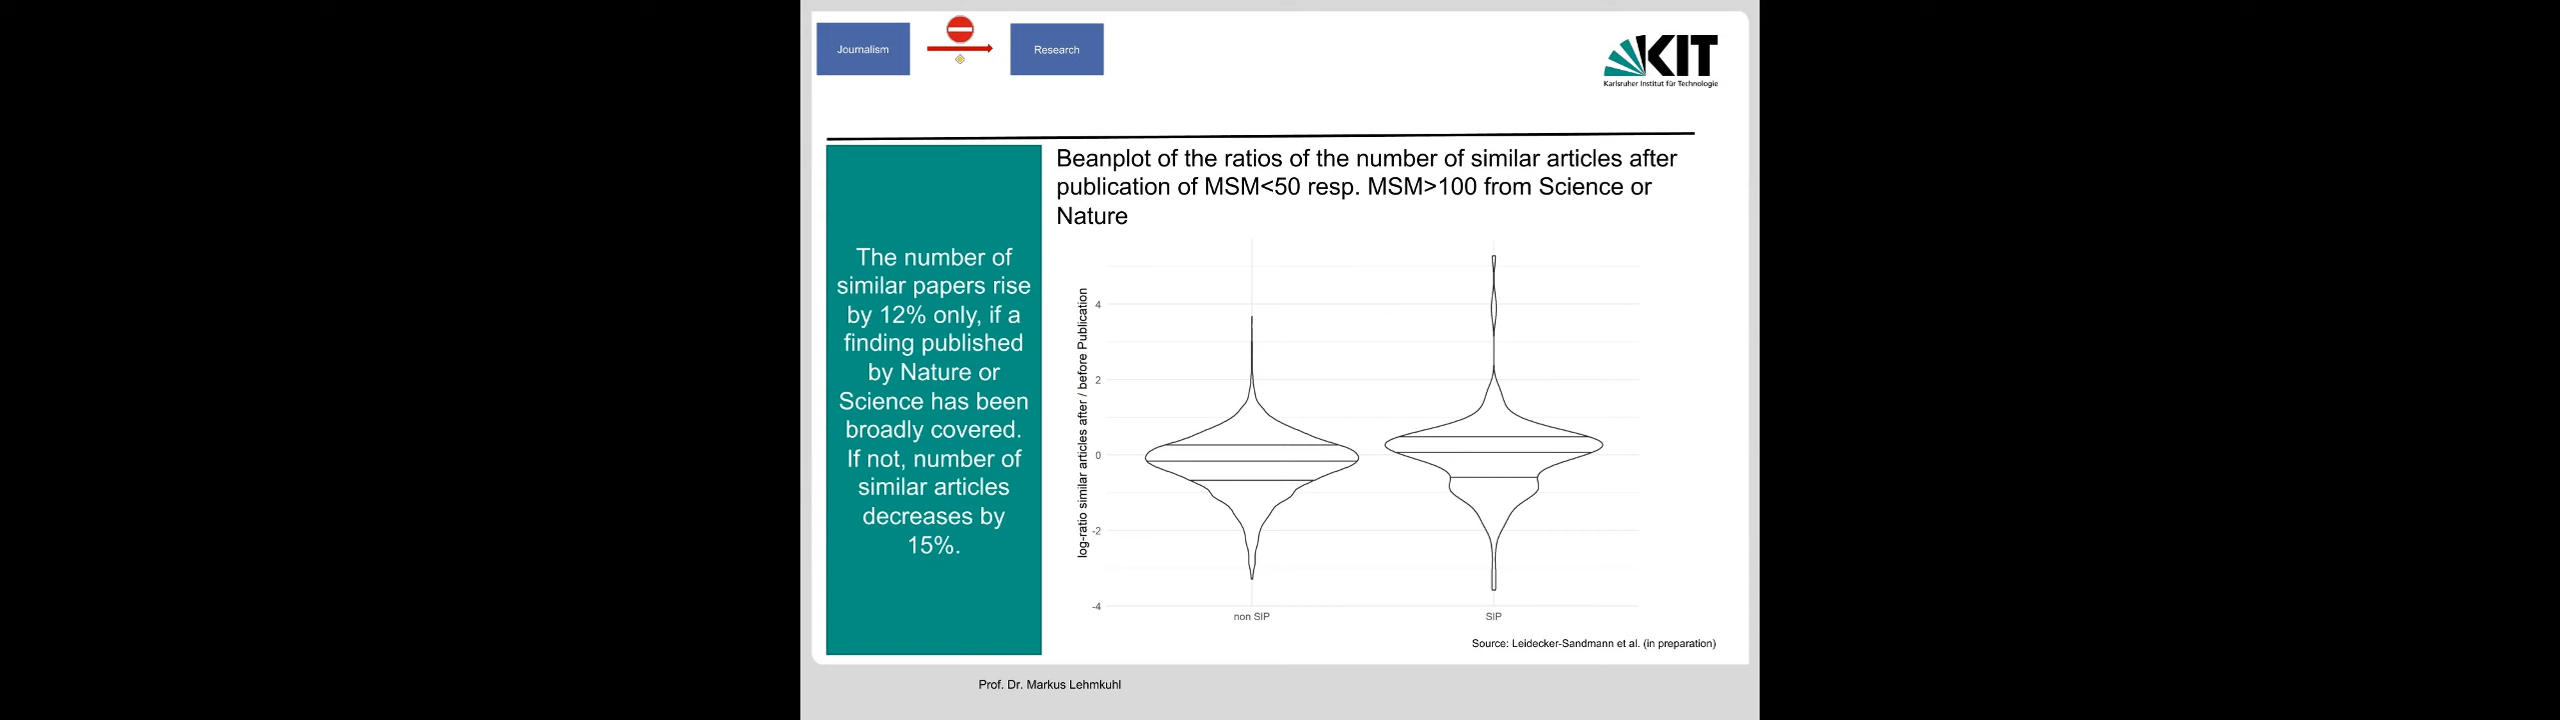 Journalism
Research
KIT
Karlsruher Institut für Technologie
The number of
similar papers rise
by 12% only, if a
finding published
by Nature or
Science has been
broadly covered.
If not, number of
similar articles
decreases by
15%.
Beanplot of the ratios of the number of similar articles after
publication of MSM<50 resp. MSM>100 from Science or
Nature
log-ratio similar articles after / before Publication
4
2
0
-2
-4
non SIP
SIP
Source: Leidecker-Sandmann et al. (in preparation)
Prof. Dr. Markus Lehmkuhl